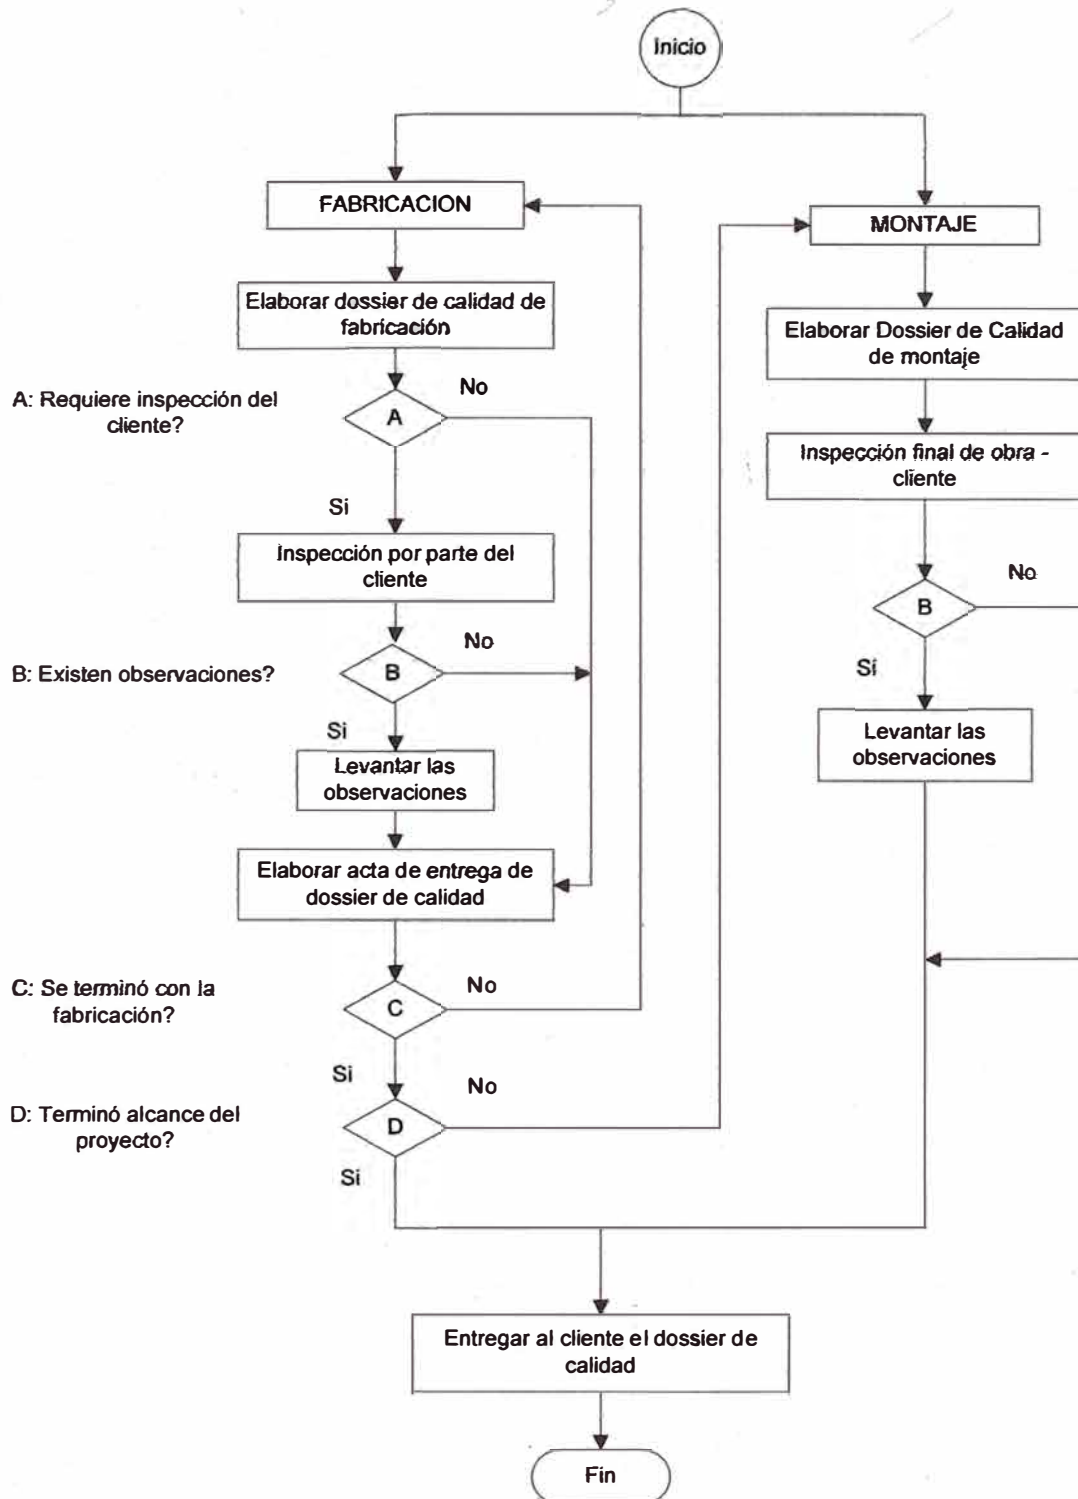 Inicio
FABRICACION
MONTAJE
Elaborar dossier de calidad de
fabricación
Elaborar Dossier de Calidad
de montaje
A: Requiere inspección del
cliente?
No
A
Si
Inspección final de obra -
cliente
Inspección por parte del
cliente
No
B
Sí
B: Existen observaciones?
No
B
Si
Levantar las
observaciones
Levantar las
observaciones
Elaborar acta de entrega de
dossier de calidad
C: Se terminó con la
fabricación?
No
C
Si
D: Terminó alcance del
proyecto?
No
D
Si
Entregar al cliente el dossier de
calidad
Fin